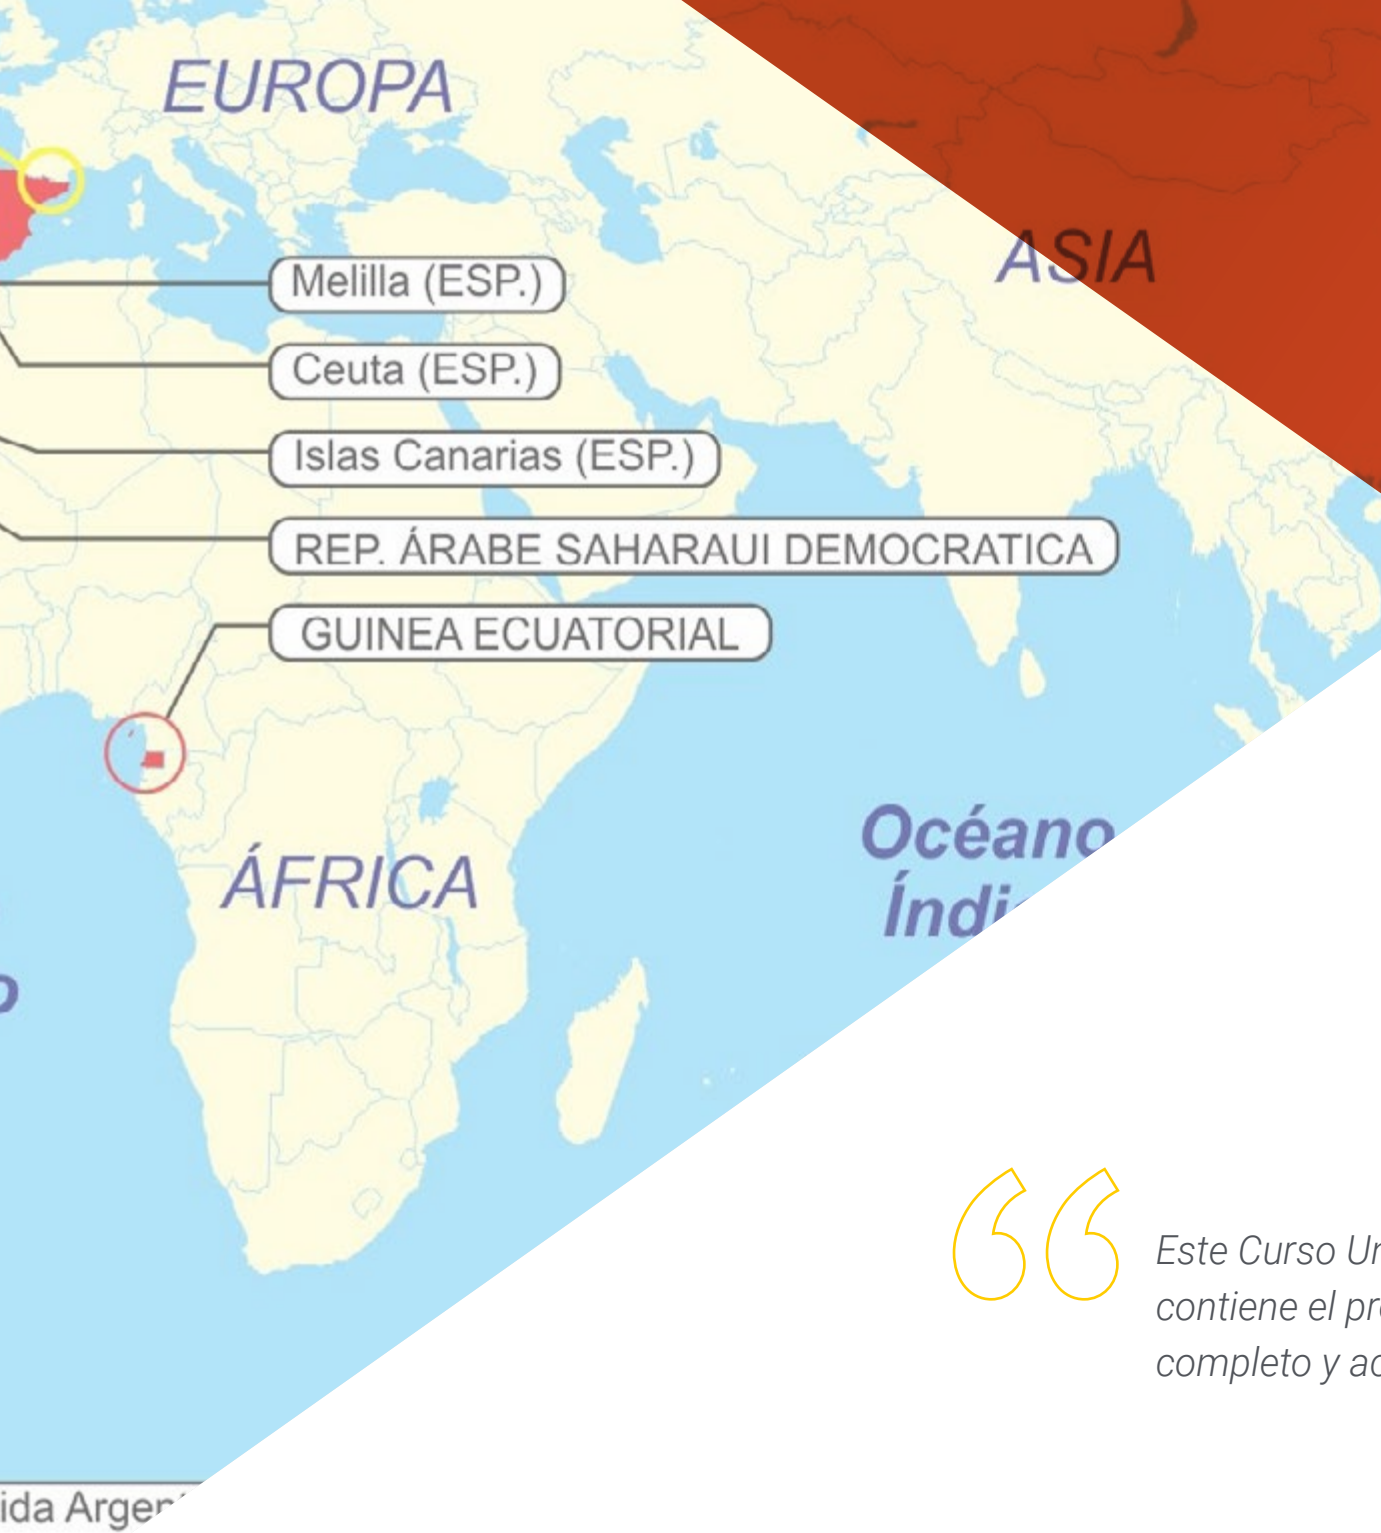 EUROPA
ASIA
Melilla (ESP.)
Ceuta (ESP.)
Islas Canarias (ESP.)
REP. ÁRABE SAHARAUI DEMOCRATICA
GUINEA ECUATORIAL
Océano
ÁFRICA
Este Curso
contiene el
completo y